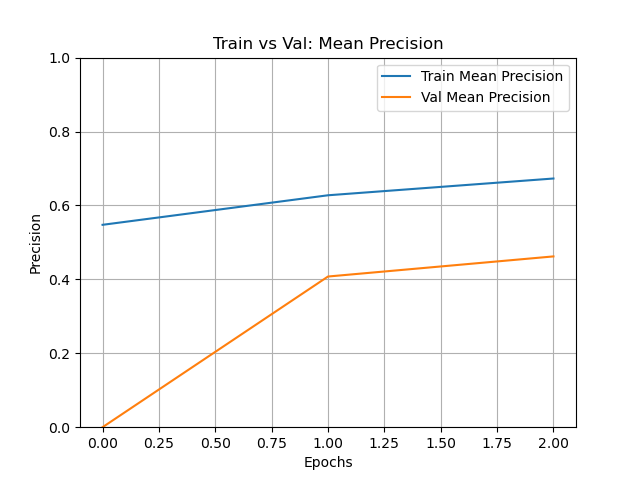 Train vs Val: Mean Precision
Train Mean Precision
Val Mean Precision
Precision
1.0
0.8
0.6
0.4
0.2
0.0
0.00 0.25 0.50 0.75 1.00 1.25 1.50 1.75 2.00
Epochs